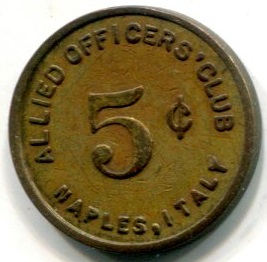 ALLIED OFFICERS' CLUB
5¢
NAPLES, ITALY